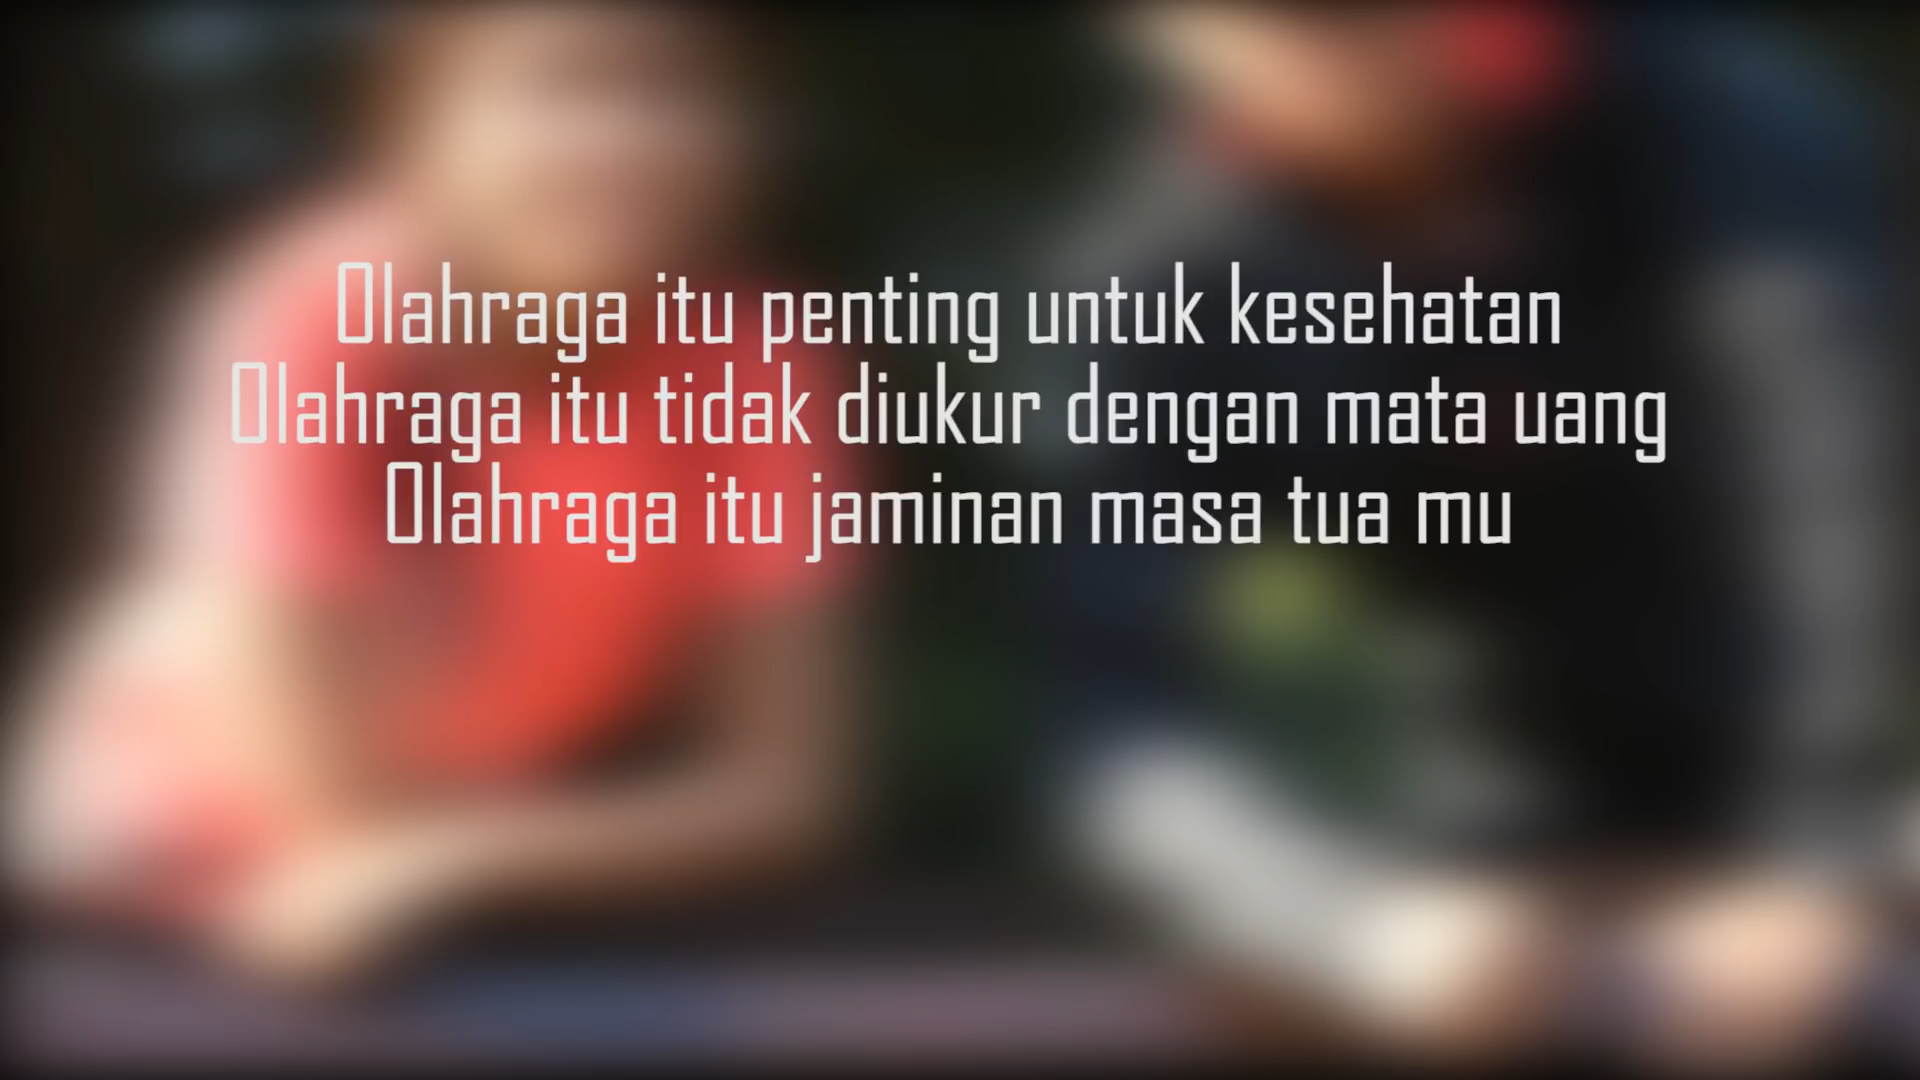 Olahraga itu penting untuk kesehatan
Olahraga itu tidak diukur dengan mata uang
Olahraga itu jaminan masa tua mu